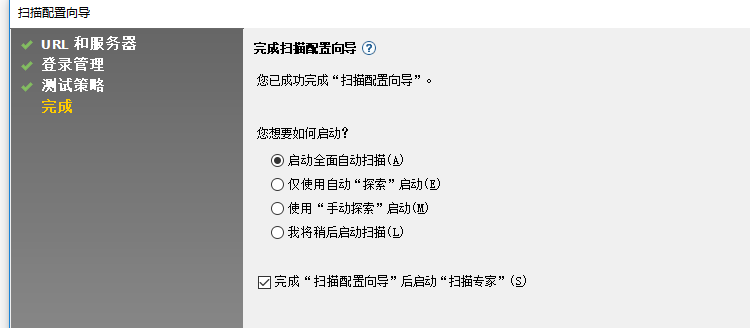 扫描配置向导
URL 和服务器
登录管理
测试策略
完成
完成扫描配置向导 ?
您已成功完成“扫描配置向导”。
您想要如何启动?
启动全面自动扫描(A)
仅使用自动“探索”启动(E)
使用“手动探索”启动(M)
我将稍后启动扫描(L)
完成“扫描配置向导”后启动“扫描专家”(S)